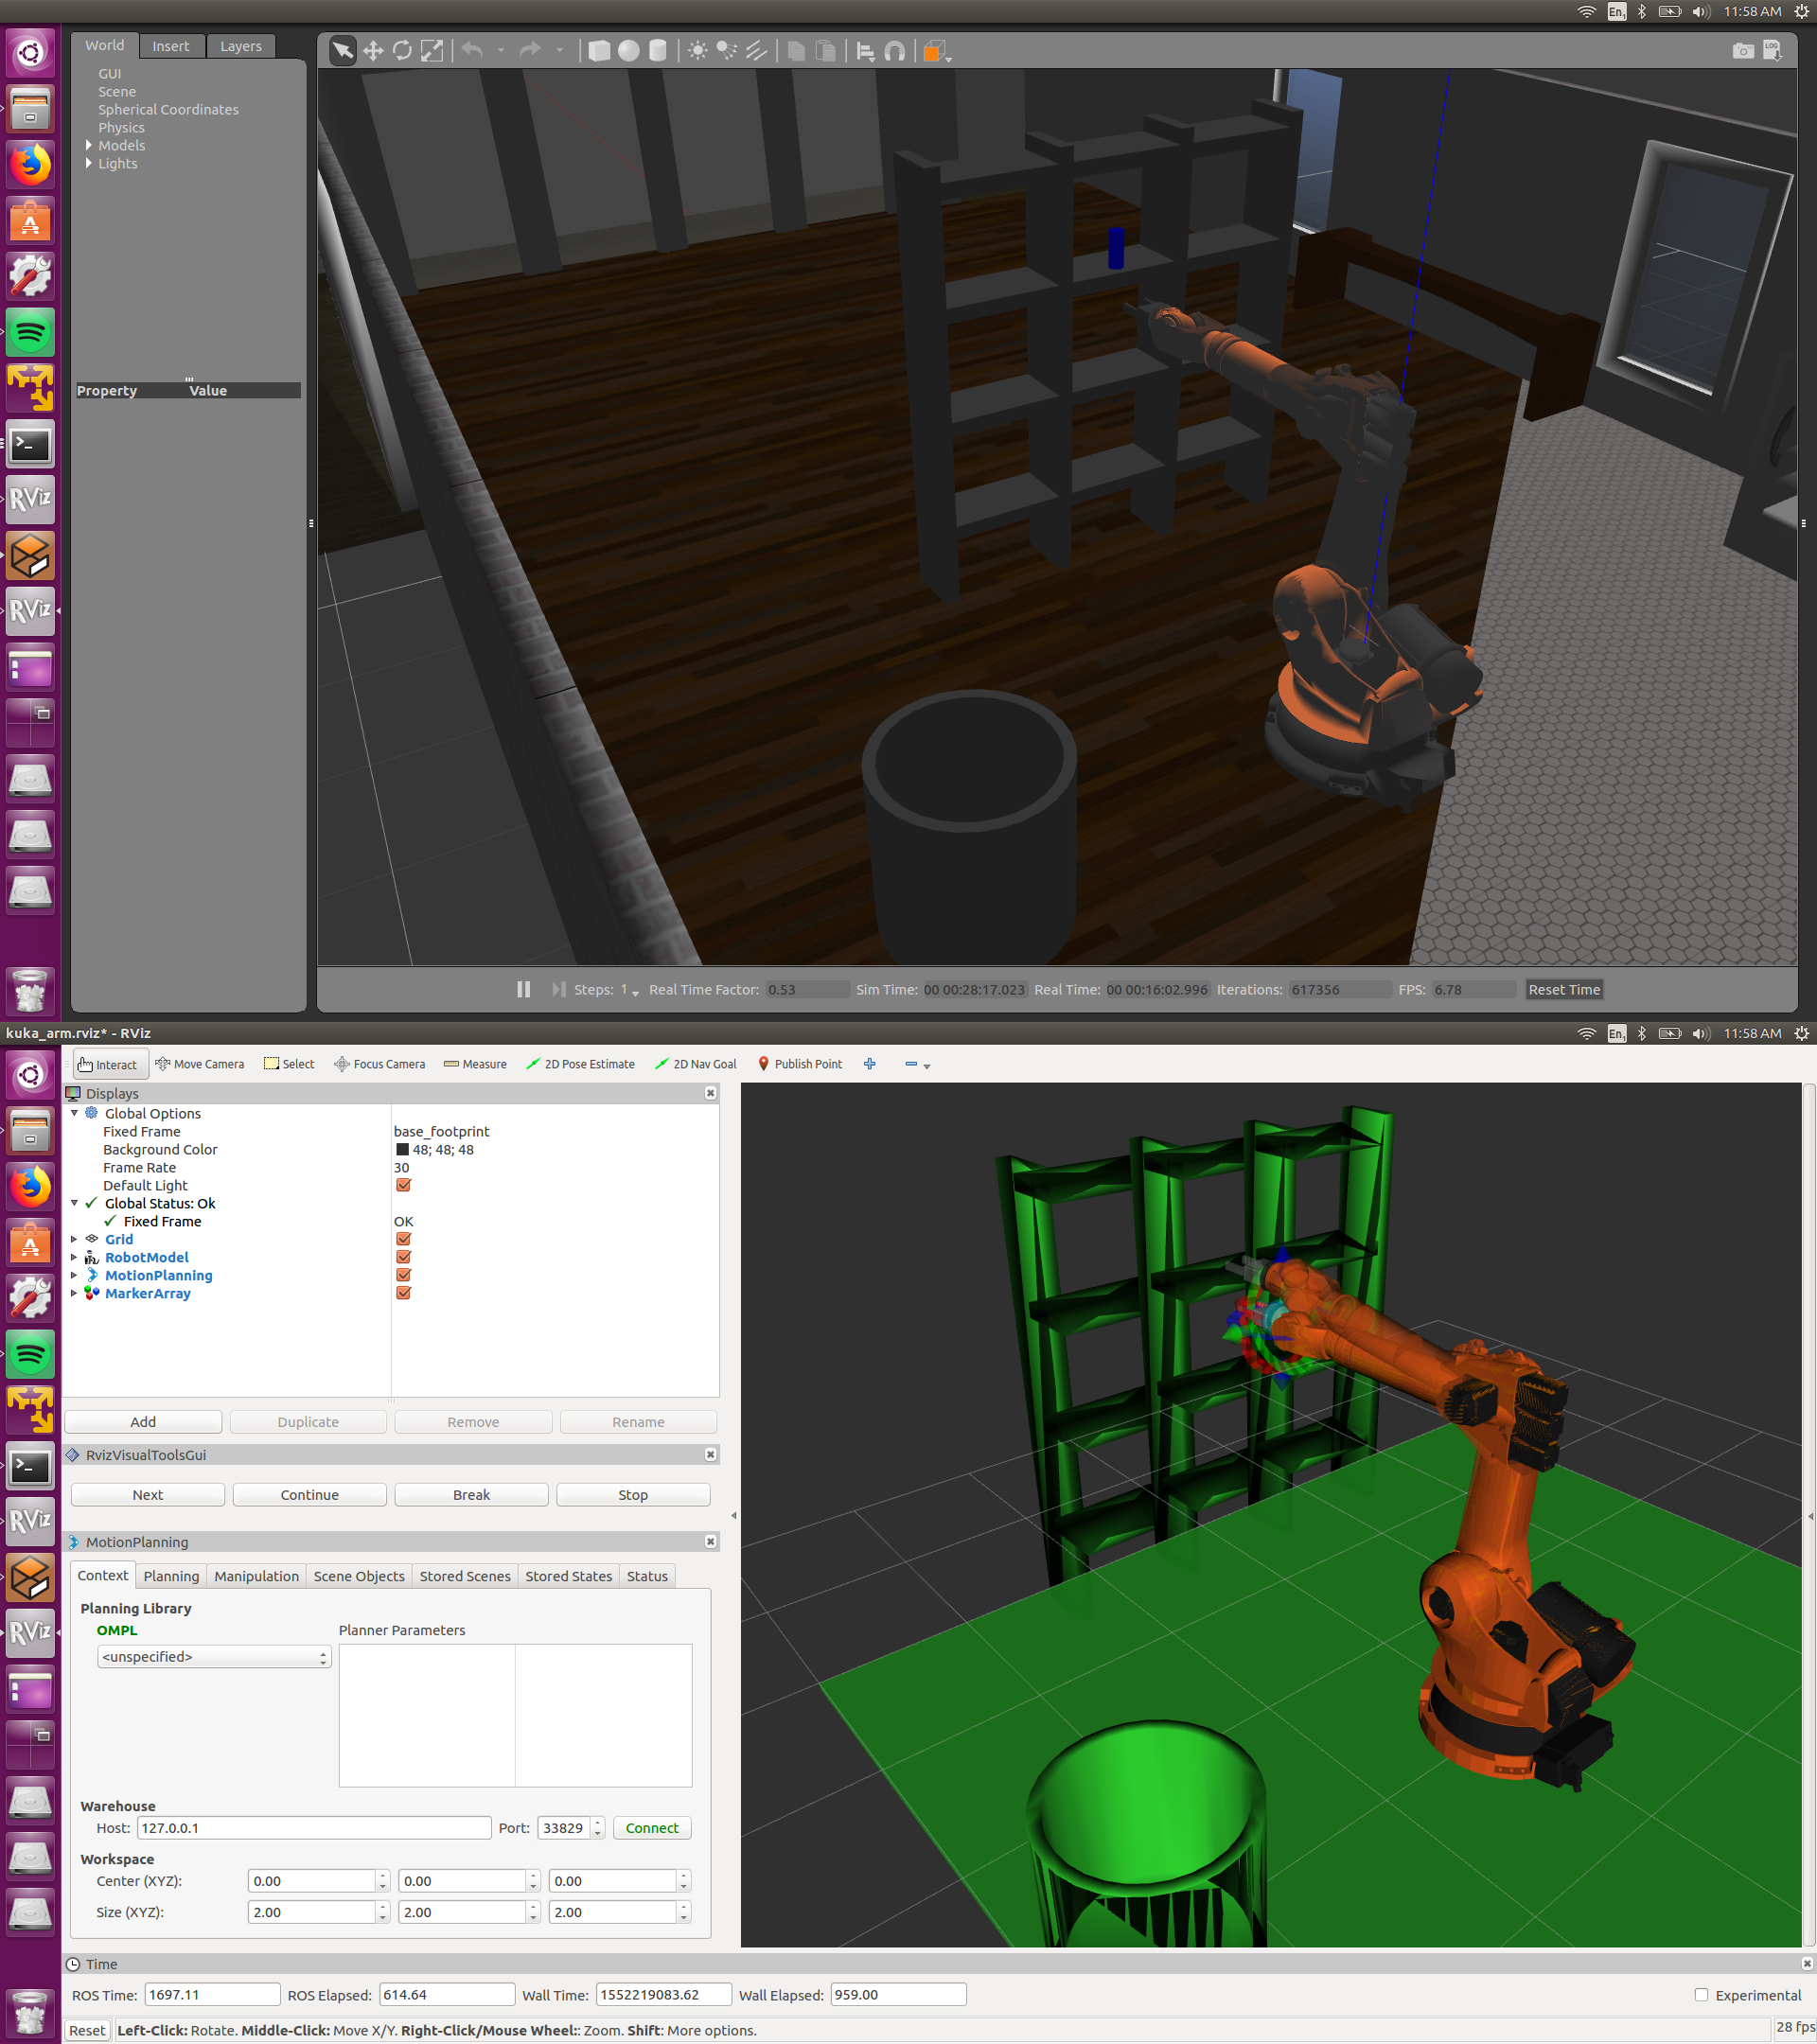 En1 11:58 AM
World Insert Layers
GUI
Scene
Spherical Coordinates
Physics
Models
Lights
Property Value
LOG
RViz
RViz
Steps: 1 Real Time Factor: 0.53 Sim Time: 00 00:28:17.023 Real Time: 00 00:16:02.996 Iterations: 617356 FPS: 6.78 Reset Time
kuka_arm.rviz* - RViz En1 11:58 AM
Interact Move Camera Select Focus Camera Measure 2D Pose Estimate 2D Nav Goal Publish Point
Displays
Global Options
Fixed Frame base_footprint
Background Color 48; 48; 48
Frame Rate 30
Default Light
Global Status: Ok
Fixed Frame OK
Grid
RobotModel
MotionPlanning
MarkerArray
Add Duplicate Remove Rename
RvizVisualToolsGui
Next Continue Break Stop
RViz
MotionPlanning
Context Planning Manipulation Scene Objects Stored Scenes Stored States Status
Planning Library
OMPL Planner Parameters
<unspecified>
RViz
Warehouse
Host: 127.0.0.1 Port: 33829 Connect
Workspace
Center (XYZ): 0.00 0.00 0.00
Size (XYZ): 2.00 2.00 2.00
Time
ROS Time: 1697.11 ROS Elapsed: 614.64 Wall Time: 1552219083.62 Wall Elapsed: 959.00 Experimental
Reset Left-Click: Rotate. Middle-Click: Move X/Y. Right-Click/Mouse Wheel:: Zoom. Shift: More options. 28 fps